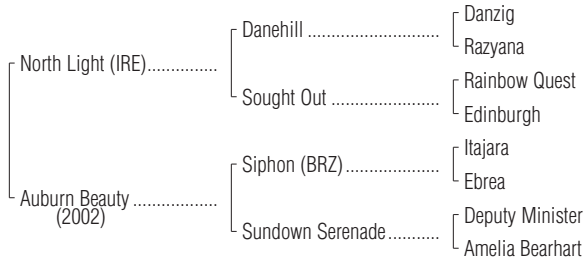 Danzig
Danehill ..........................
Razyana
North Light (IRE)..............
Rainbow Quest
Sought Out ......................
Edinburgh
Itajara
Siphon (BRZ)...................
Ebrea
Auburn Beauty .................
(2002)
Deputy Minister
Sundown Serenade...........
Amelia Bearhart